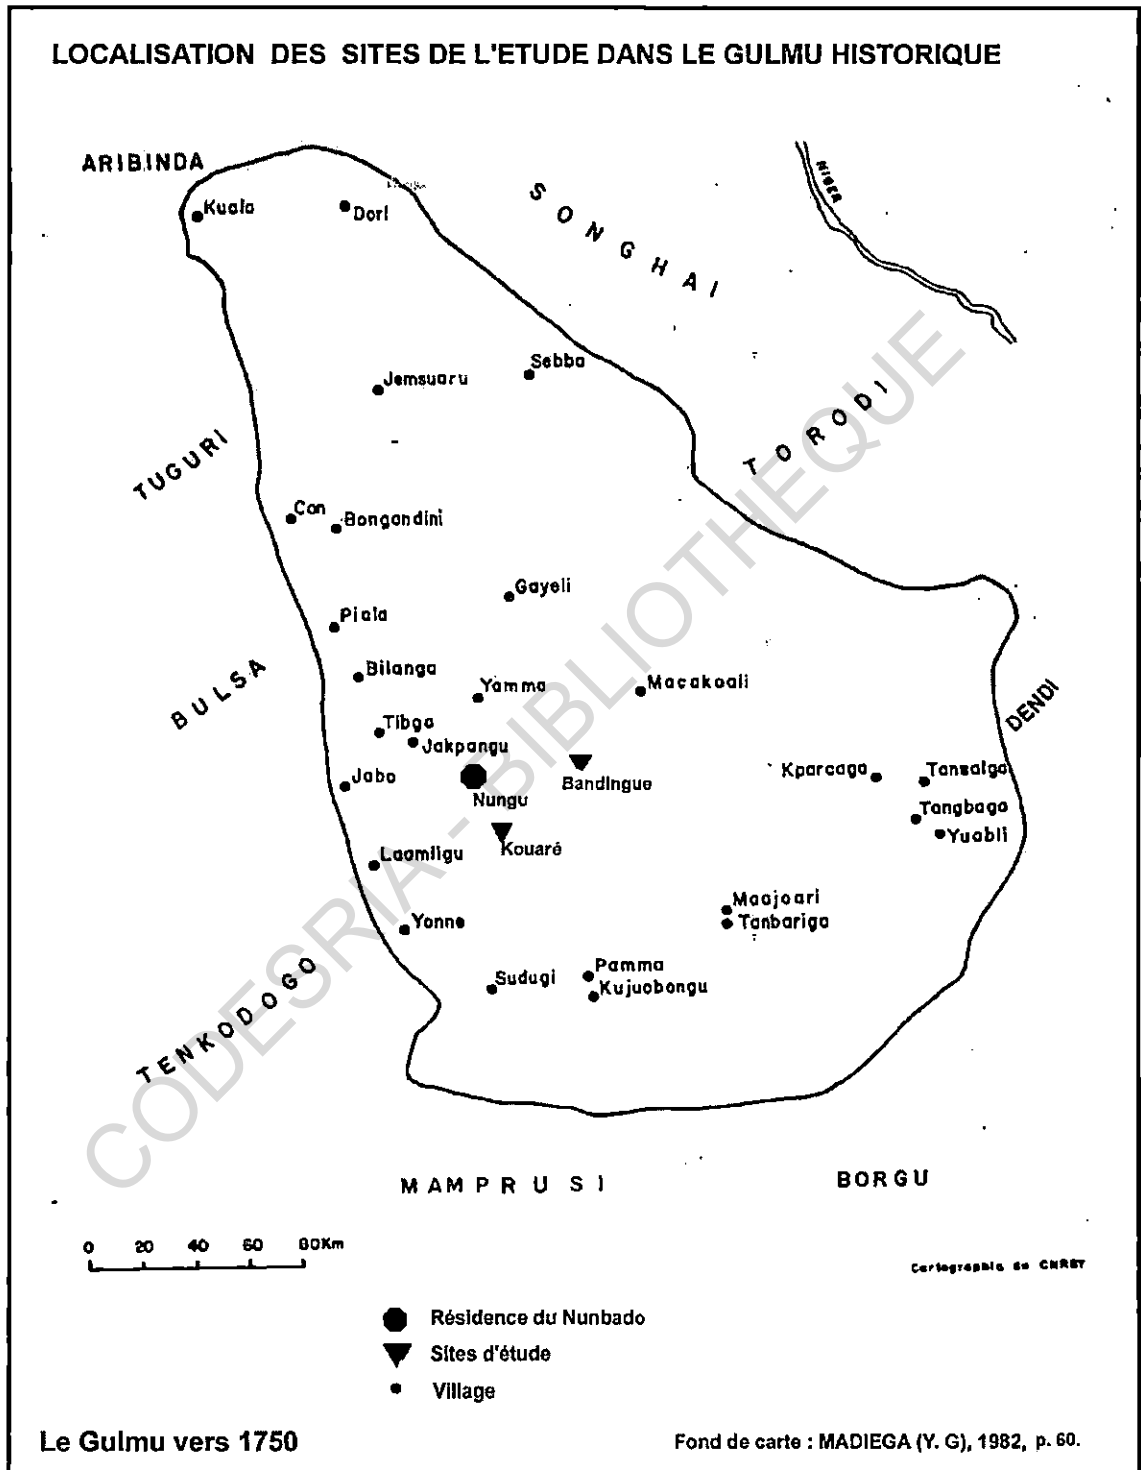 LOCALISATION DES SITES DE L'ETUDE DANS LE GULMU HISTORIQUE
ARIBINDA
SONGHAI
NIGER
Kuala
Dori
Sebba
Jemsuaru
TORODI
TUGURI
Con
Bongandini
Gayeli
Piala
Bilanga
BULSA
Yamma
Macakoali
DENDI
Tibga
Jakpangu
Jabo
Nungu
Bandingue
Kparcaga
Tansaiga
Tangbaga
Yuabli
Kouaré
Laamiigu
Maajoari
Tanbariga
Yonne
Pamma
Sudugi
Kujuobongu
TENKODOGO
MAMPRUSI
BORGU
CODESRIA - BIBLIOTHEQUE
0 20 40 60 80Km
Cartographie du CNRST
Résidence du Nunbado
Sites d'étude
Village
Le Gulmu vers 1750
Fond de carte : MADIEGA (Y. G), 1982, p. 60.